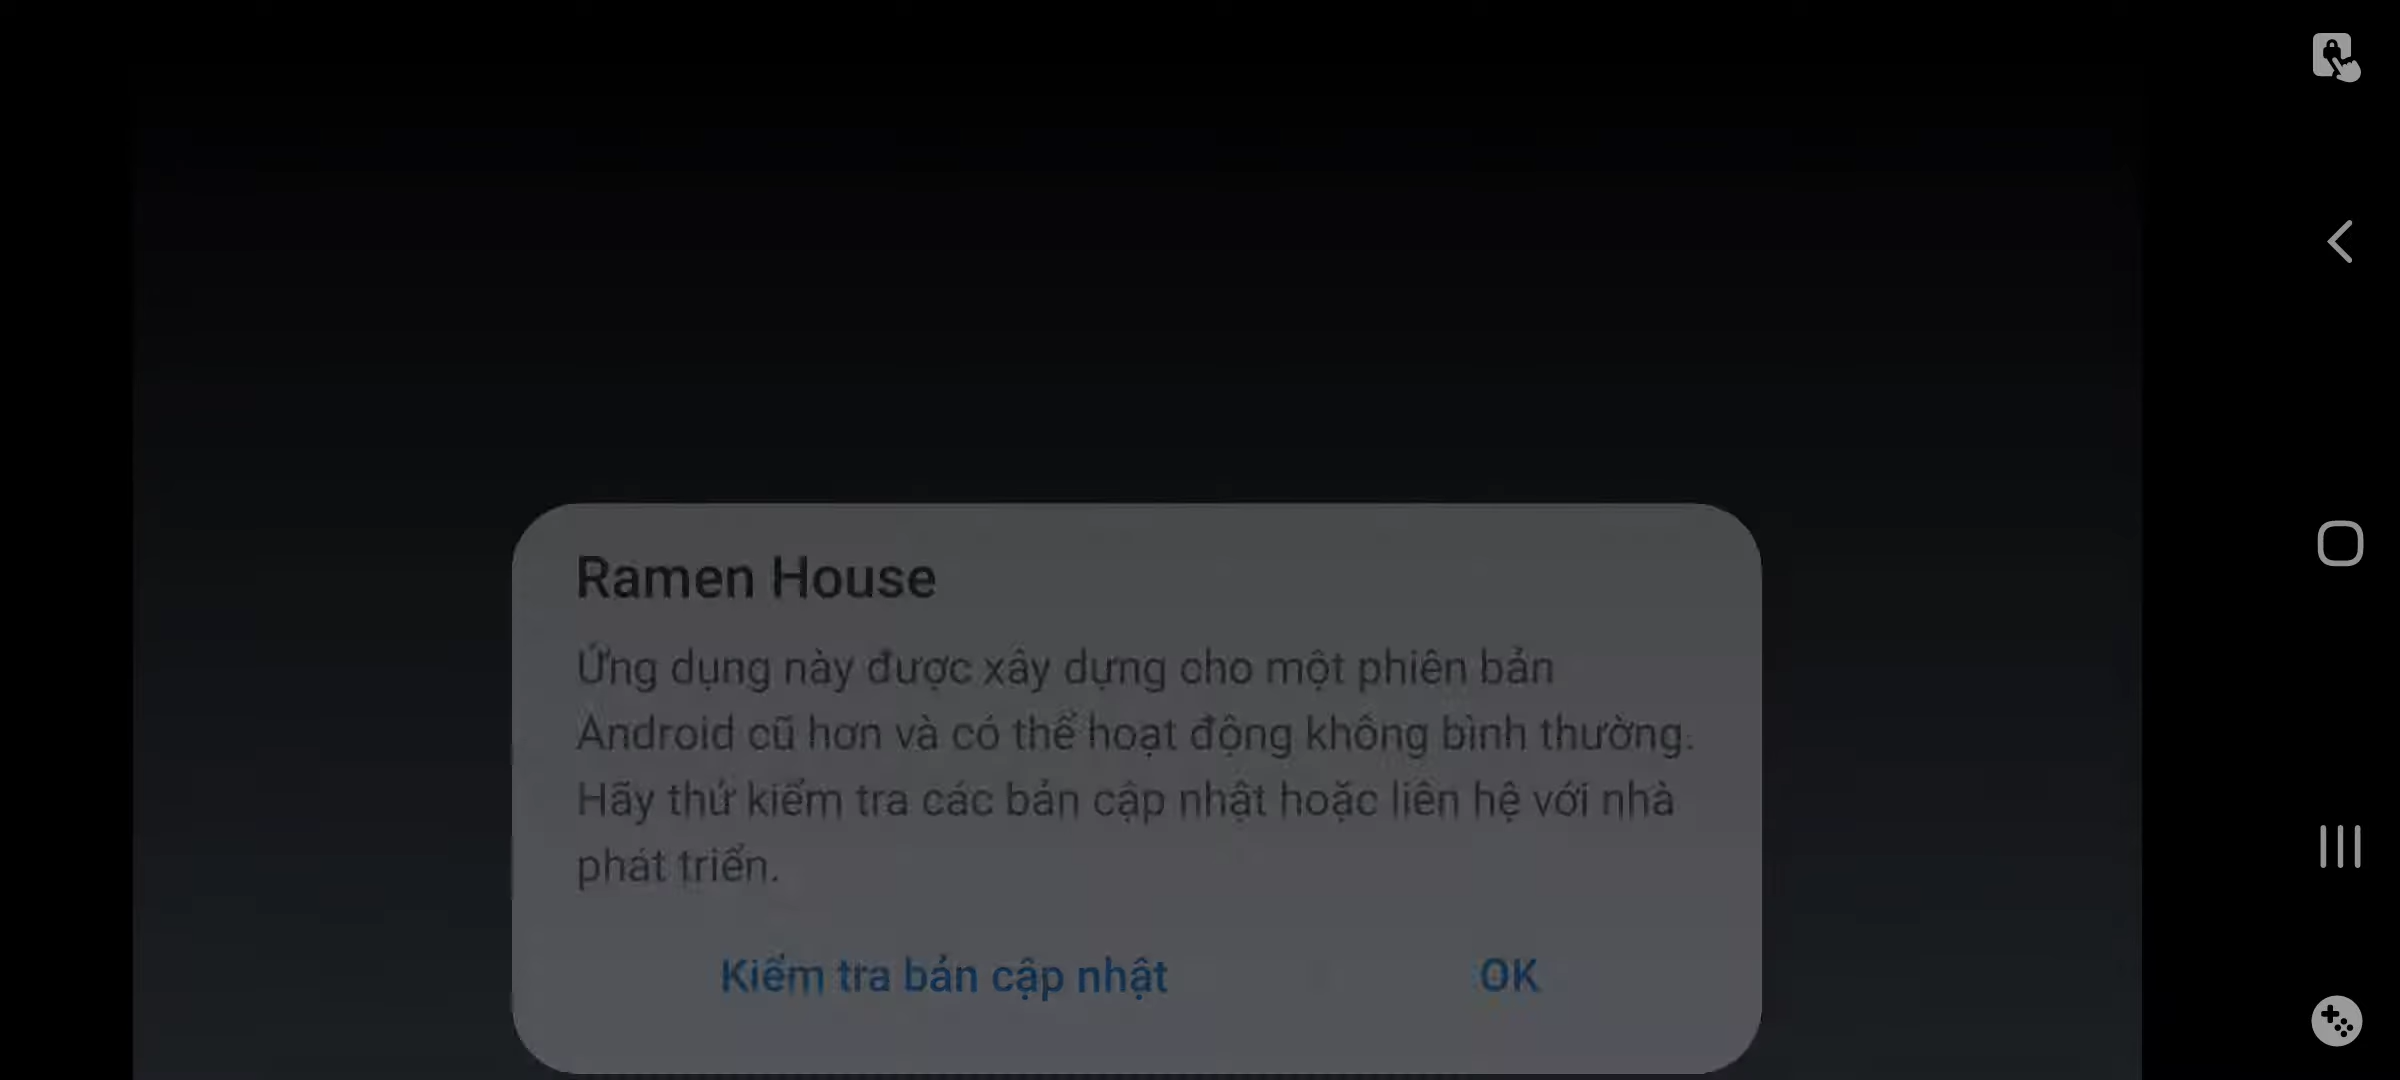 Ramen House
Ứng dụng này được xây dựng cho một phiên bản
Android cũ hơn và có thể hoạt động không bình thường.
Hãy thử kiểm tra các bản cập nhật hoặc liên hệ với nhà
phát triển.
Kiểm tra bản cập nhật
OK